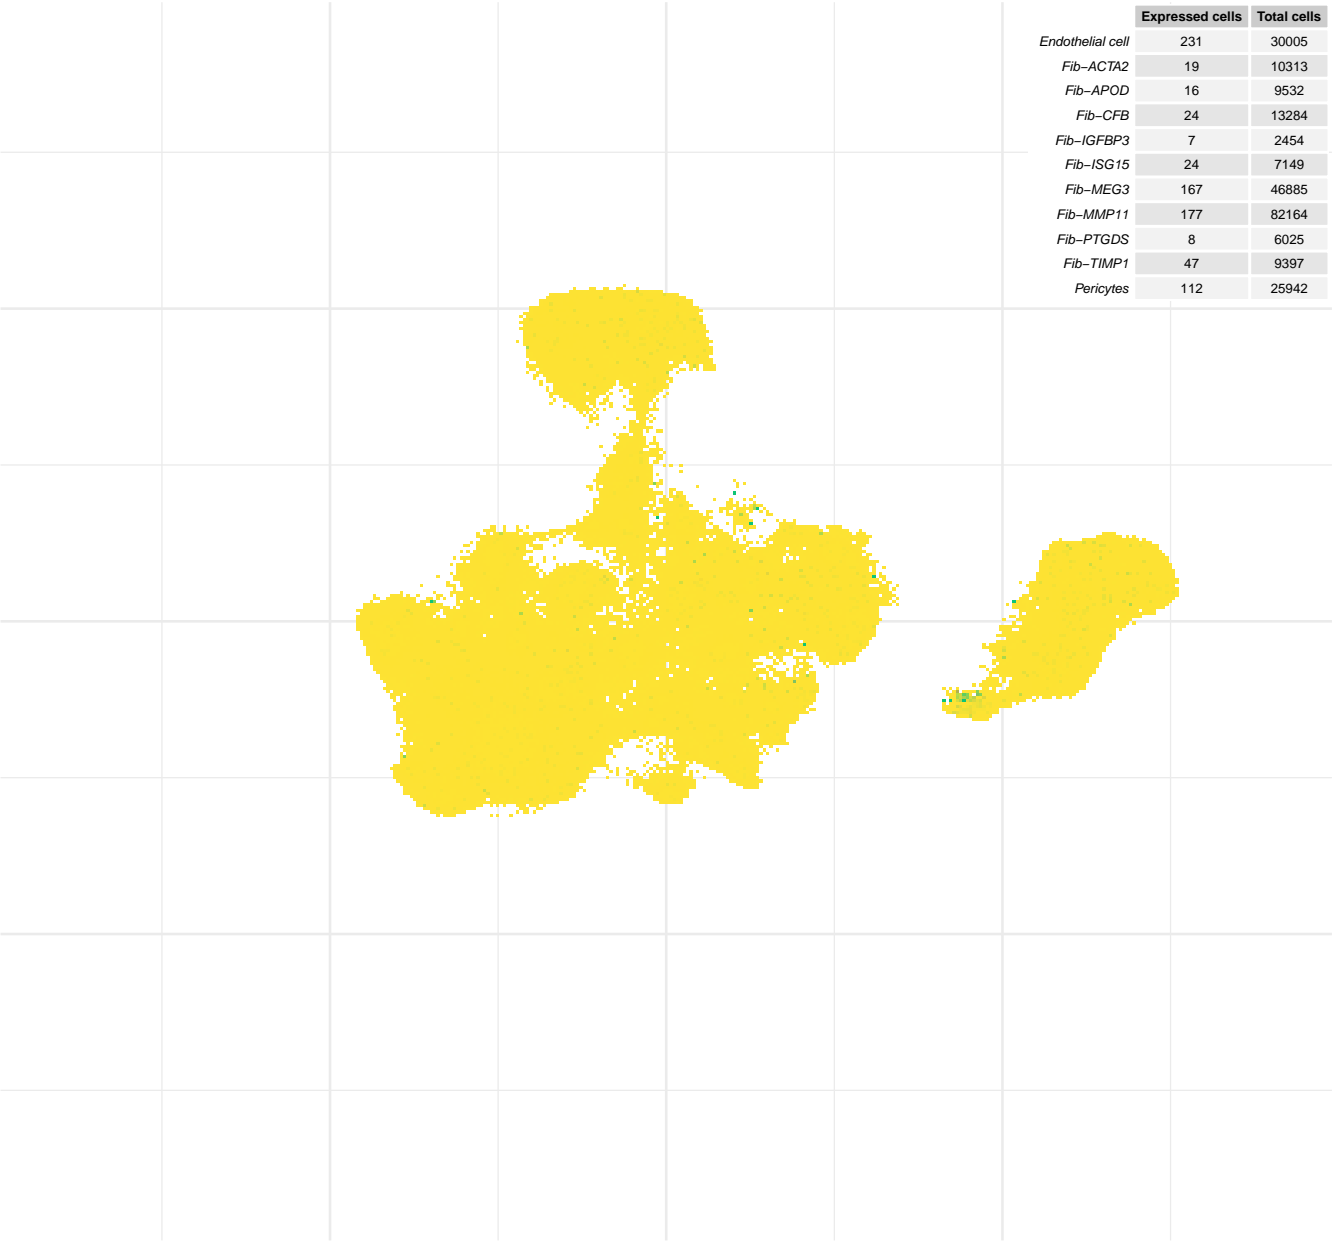 Expressed cells Total cells
Endothelial cell 231 30005
Fib−ACTA2 19 10313
Fib−APOD 16 9532
Fib−CFB 24 13284
Fib−IGFBP3 7 2454
Fib−ISG15 24 7149
Fib−MEG3 167 46885
Fib−MMP11 177 82164
Fib−PTGDS 8 6025
Fib−TIMP1 47 9397
Pericytes 112 25942